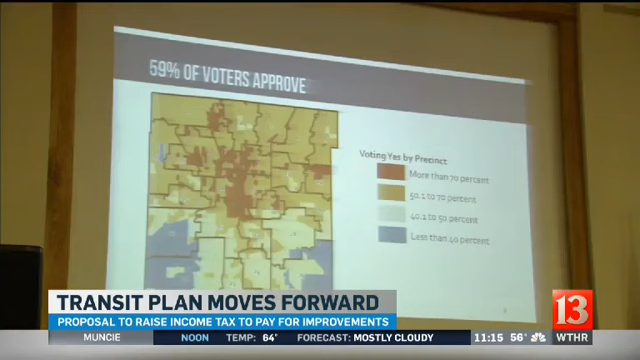 59% OF VOTERS APPROVE
Voting Yes by Precinct
More than 70 percent
50.1 to 70 percent
40.1 to 50 percent
Less than 40 percent
TRANSIT PLAN MOVES FORWARD
PROPOSAL TO RAISE INCOME TAX TO PAY FOR IMPROVEMENTS
13
MUNCIE NOON TEMP: 64° FORECAST: MOSTLY CLOUDY 11:15 56° WTHR